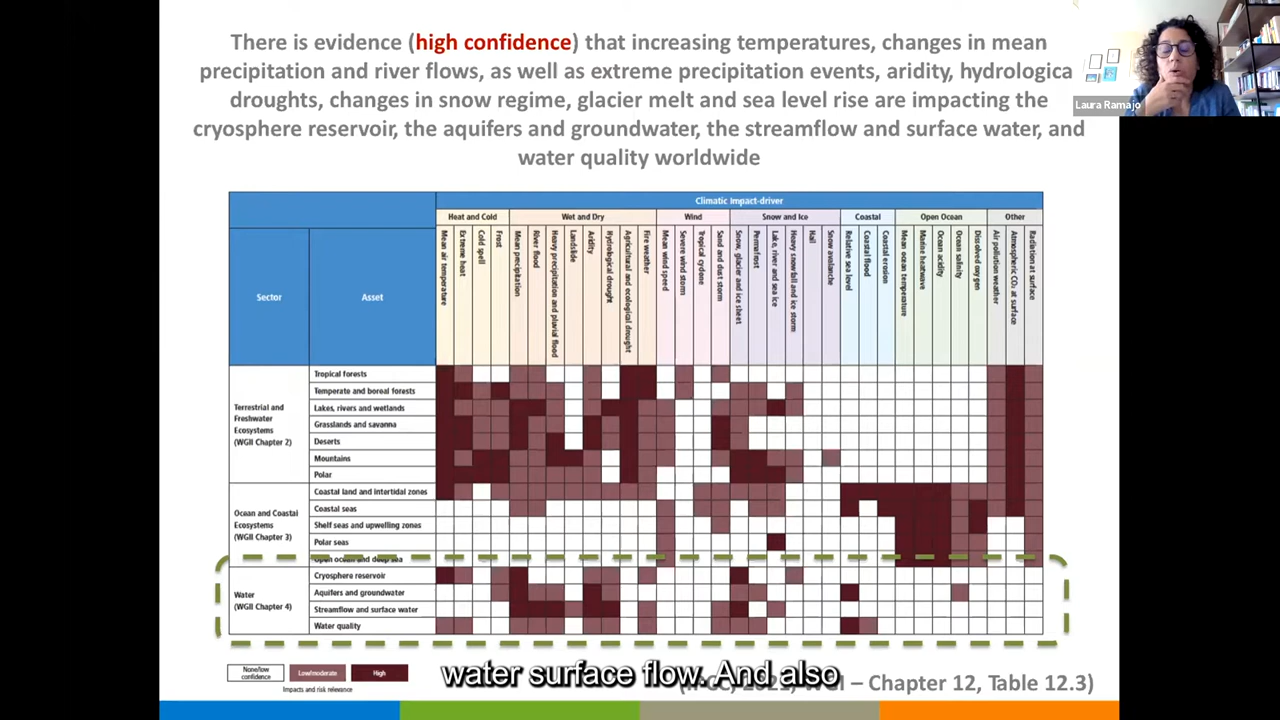 There is evidence (high confidence) that increasing temperatures, changes in mean
precipitation and river flows, as well as extreme precipitation events, aridity, hydrologica
droughts, changes in snow regime, glacier melt and sea level rise are impacting the
cryosphere reservoir, the aquifers and groundwater, the streamflow and surface water, and
water quality worldwide
Laura Ramajo
Climatic Impact-driver
Heat and Cold
Wet and Dry
Wind
Snow and Ice
Coastal
Open Ocean
Other
Sector
Asset
Mean air temperature
Extreme heat
Cold spell
Frost
Mean precipitation
River flood
Heavy precipitation and pluvial flood
Landslide
Aridity
Hydrological drought
Agricultural and ecological drought
Fire weather
Mean wind speed
Severe wind storm
Tropical cyclone
Sand and dust storm
Snow, glacier and ice sheet
Permafrost
Lake, river and sea ice
Heavy snowfall and ice storm
Hail
Snow avalanche
Relative sea level
Coastal flood
Coastal erosion
Mean ocean temperature
Marine heatwave
Ocean acidity
Ocean salinity
Dissolved oxygen
Air pollution weather
Atmospheric CO₂ at surface
Radiation at surface
Terrestrial and
Freshwater
Ecosystems
(WGII Chapter 2)
Tropical forests
Temperate and boreal forests
Lakes, rivers and wetlands
Grasslands and savanna
Deserts
Mountains
Polar
Ocean and Coastal
Ecosystems
(WGII Chapter 3)
Coastal land and intertidal zones
Coastal seas
Shelf seas and upwelling zones
Polar seas
Open ocean and deep sea
Water
(WGII Chapter 4)
Cryosphere reservoir
Aquifers and groundwater
Streamflow and surface water
Water quality
None/low
confidence
Low/moderate
High
Impacts and risk relevance
water surface flow. And also
2021, WGI – Chapter 12, Table 12.3)